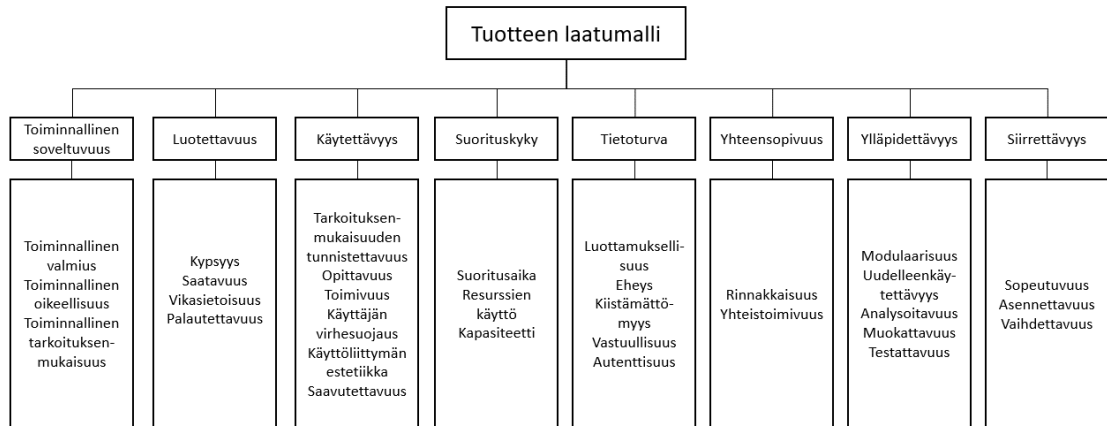 Tuotteen laatumalli
Toiminnallinen
soveltuvuus
Luotettavuus
Käytettävyys
Suorituskyky
Tietoturva
Yhteensopivuus
Ylläpidettävyys
Siirrettävyys
Toiminnallinen
valmius
Toiminnallinen
oikeellisuus
Toiminnallinen
tarkoituksen-
mukaisuus
Kypsyys
Saatavuus
Vikasietoisuus
Palautettavuus
Tarkoituksen-
mukaisuuden
tunnistettavuus
Opittavuus
Toimivuus
Käyttäjän
virhesuojaus
Käyttöliittymän
estetiikka
Saavutettavuus
Suoritusaika
Resurssien
käyttö
Kapasiteetti
Luottamukselli-
suus
Eheys
Kiistämättö-
myys
Vastuullisuus
Autenttisuus
Rinnakkaisuus
Yhteistoimivuus
Modulaarisuus
Uudelleenkäy-
tettävyys
Analysoitavuus
Muokattavuus
Testattavuus
Sopeutuvuus
Asennettavuus
Vaihdettavuus